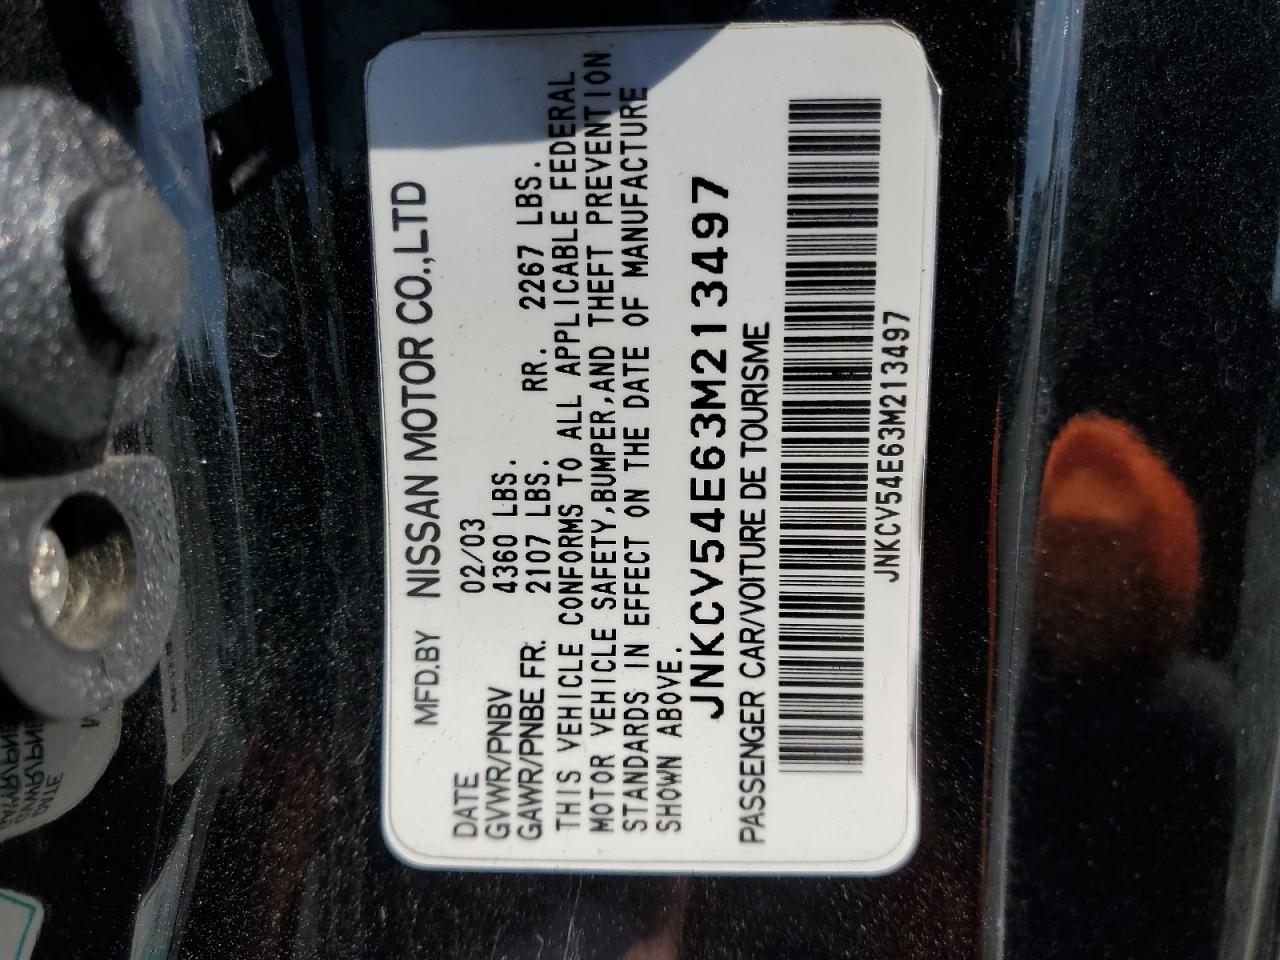 MFD.BY NISSAN MOTOR CO.,LTD
DATE 02/03
GVWR/PNBV 4360 LBS.
GAWR/PNBE FR. 2107 LBS. RR. 2267 LBS.
THIS VEHICLE CONFORMS TO ALL APPLICABLE FEDERAL
MOTOR VEHICLE SAFETY,BUMPER,AND THEFT PREVENTION
STANDARDS IN EFFECT ON THE DATE OF MANUFACTURE
SHOWN ABOVE.
JNKCV54E63M213497
PASSENGER CAR/VOITURE DE TOURISME
JNKCV54E63M213497